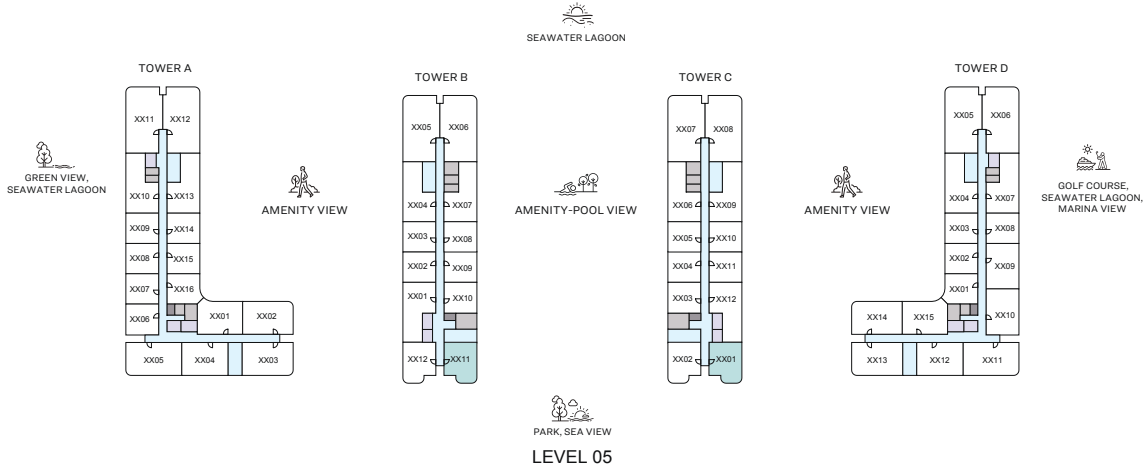 SEAWATER LAGOON
TOWER A
TOWER B
TOWER C
TOWER D
XX11 XX12
XX10 XX13
XX09 XX14
XX08 XX15
XX07 XX16
XX06 XX01 XX02
XX05 XX04 XX03
XX05 XX06
XX04 XX07
XX03 XX08
XX02 XX09
XX01 XX10
XX12 XX11
XX07 XX08
XX06 XX09
XX05 XX10
XX04 XX11
XX03 XX12
XX02 XX01
XX05 XX06
XX04 XX07
XX03 XX08
XX02 XX09
XX01
XX14 XX15 XX10
XX13 XX12 XX11
GREEN VIEW,
SEAWATER LAGOON
AMENITY VIEW
AMENITY-POOL VIEW
AMENITY VIEW
GOLF COURSE,
SEAWATER LAGOON,
MARINA VIEW
PARK, SEA VIEW
LEVEL 05